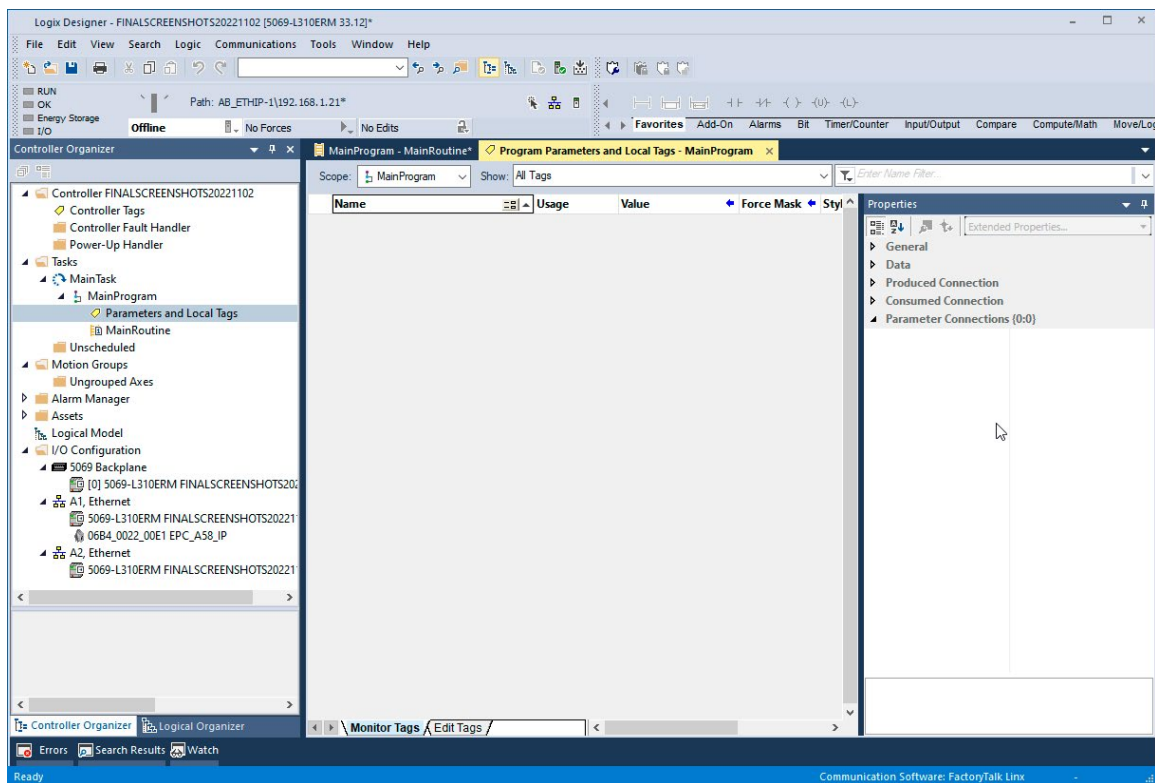 Logix Designer - FINALSCREENSHOTS20221102 [5069-L310ERM 33.12]*
File Edit View Search Logic Communications Tools Window Help
RUN
OK
Energy Storage
I/O
Path: AB_ETHIP-1\192.168.1.21*
Offline No Forces No Edits
Favorites Add-On Alarms Bit Timer/Counter Input/Output Compare Compute/Math Move/Log
Controller Organizer
MainProgram - MainRoutine* Program Parameters and Local Tags - MainProgram
Scope: MainProgram Show: All Tags Enter Name Filter...
Name Usage Value Force Mask Styl
Controller FINALSCREENSHOTS20221102
Controller Tags
Controller Fault Handler
Power-Up Handler
Tasks
MainTask
MainProgram
Parameters and Local Tags
MainRoutine
Unscheduled
Motion Groups
Ungrouped Axes
Alarm Manager
Assets
Logical Model
I/O Configuration
5069 Backplane
[0] 5069-L310ERM FINALSCREENSHOTS202
A1, Ethernet
5069-L310ERM FINALSCREENSHOTS20221
06B4_0022_00E1 EPC_A58_IP
A2, Ethernet
5069-L310ERM FINALSCREENSHOTS20221
Properties
Extended Properties...
General
Data
Produced Connection
Consumed Connection
Parameter Connections {0:0}
Controller Organizer Logical Organizer
Monitor Tags Edit Tags
Errors Search Results Watch
Ready
Communication Software: FactoryTalk Linx